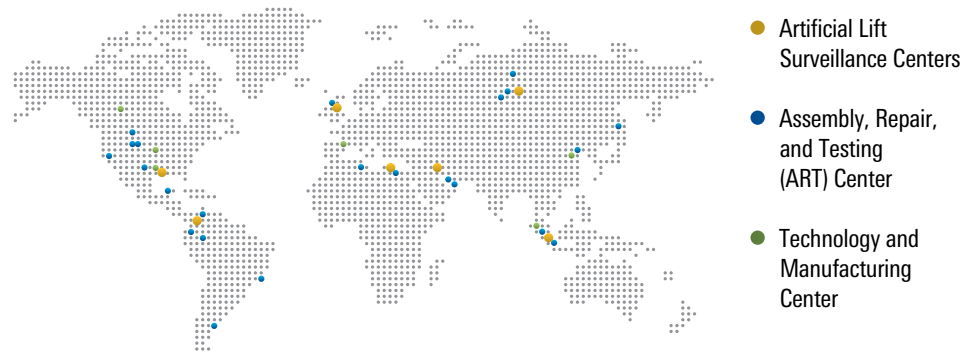 Artificial Lift
Surveillance Centers
Assembly, Repair,
and Testing
(ART) Center
Technology and
Manufacturing
Center